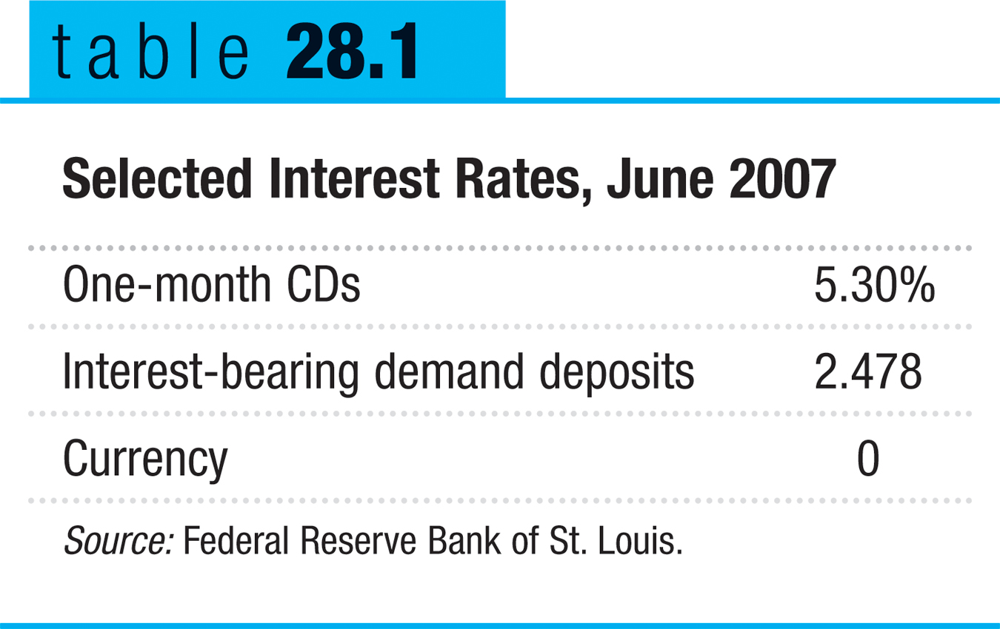 table 28.1
Selected Interest Rates, June 2007
One-month CDs 5.30%
Interest-bearing demand deposits 2.478
Currency 0
Source: Federal Reserve Bank of St. Louis.